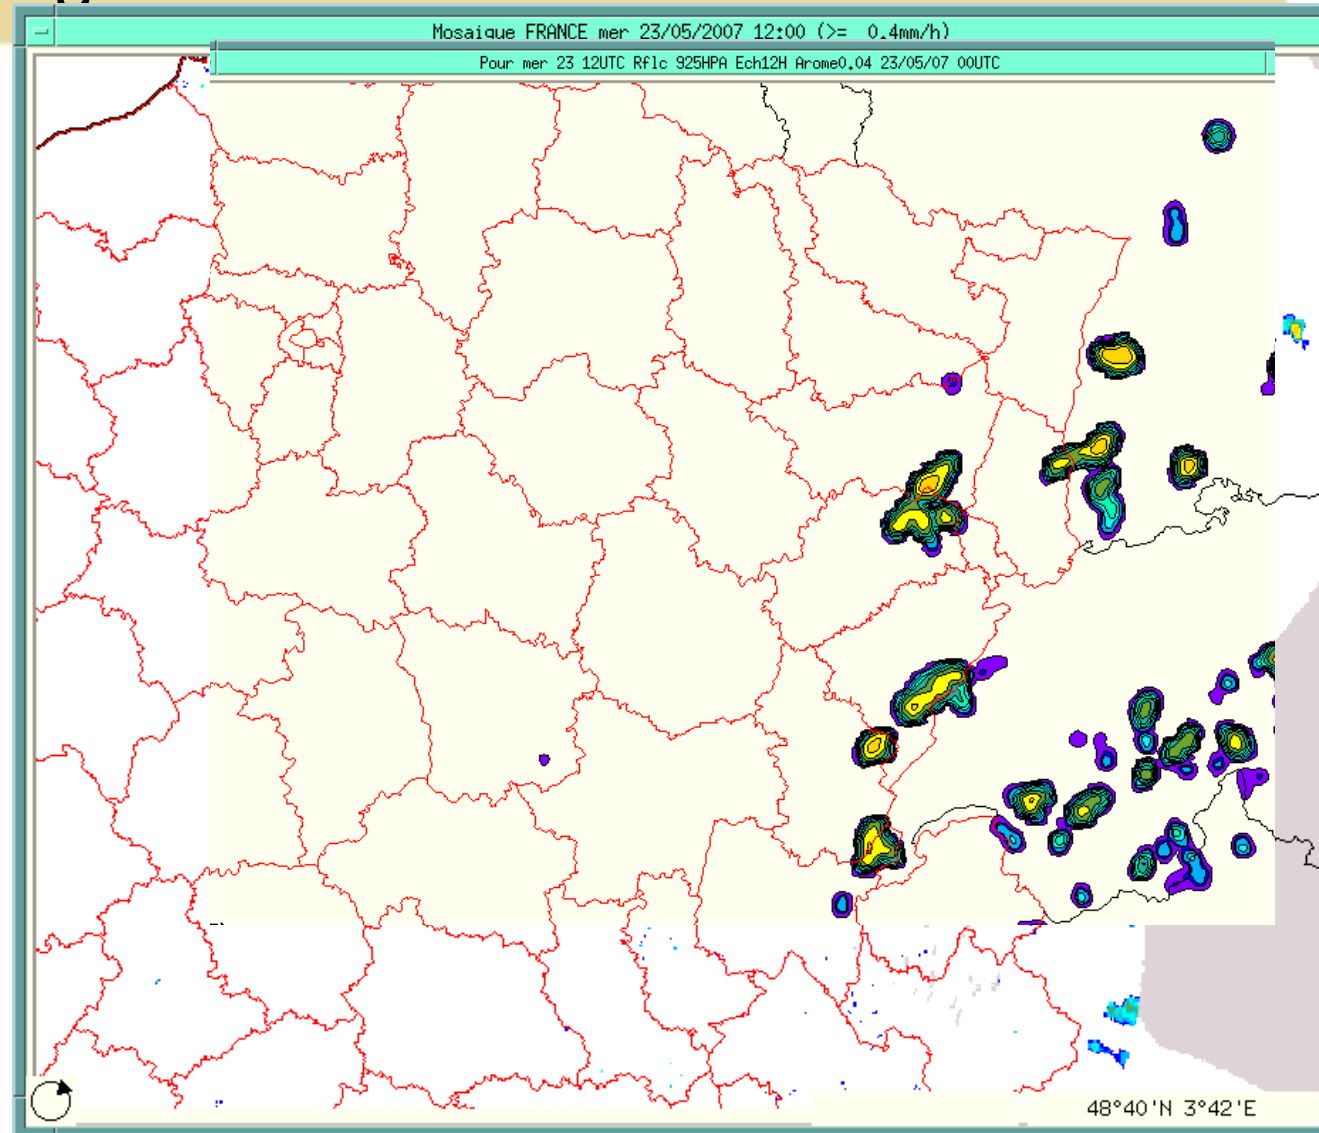 Mosaique FRANCE mer 23/05/2007 12:00 (>= 0.4mm/h)
Pour mer 23 12UTC Rflc 925HPA Ech12H Arome0.04 23/05/07 00UTC
48°40'N 3°42'E